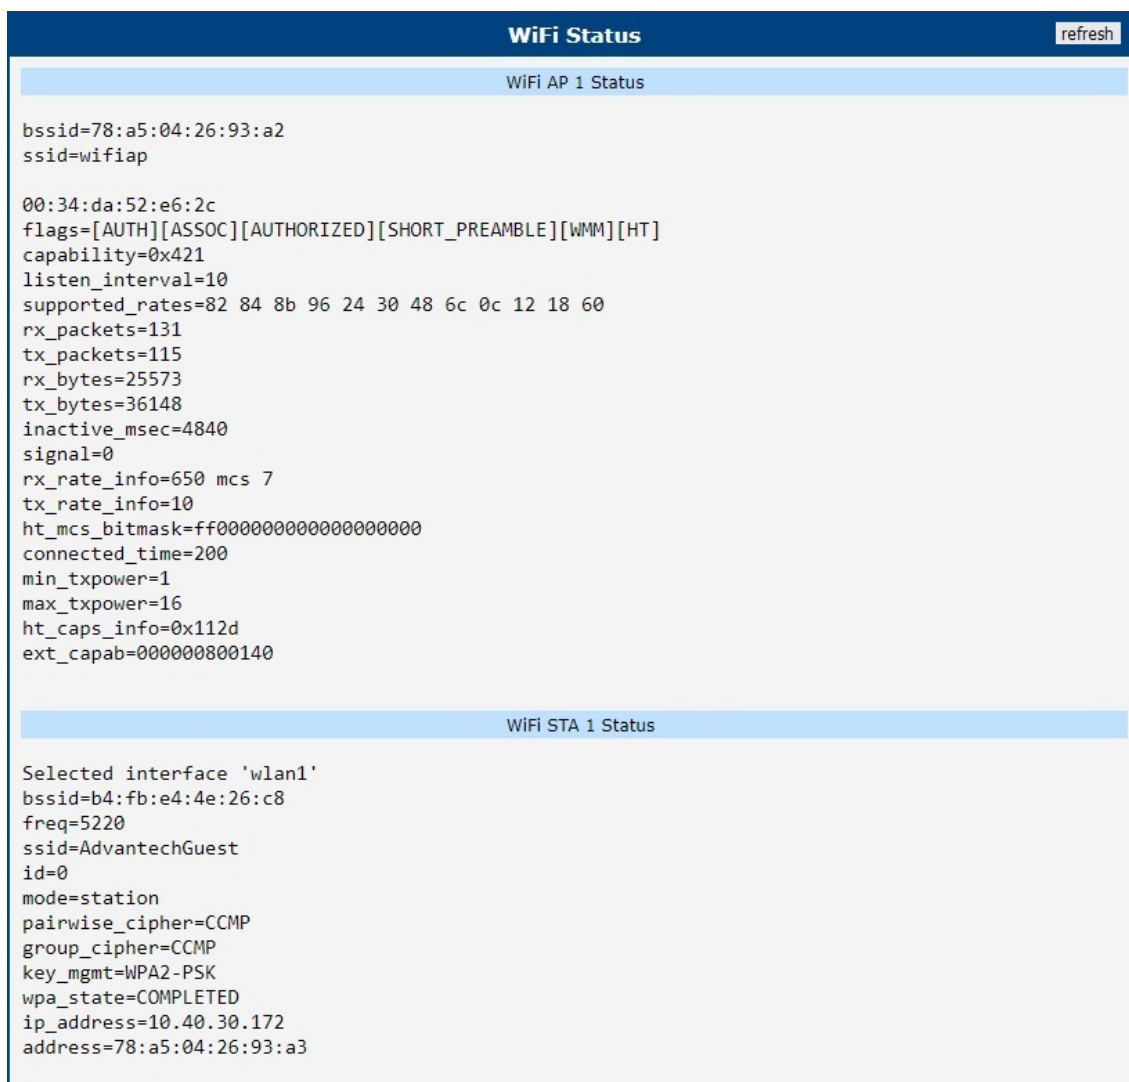 WiFi Status
refresh
WiFi AP 1 Status
bssid=78:a5:04:26:93:a2
ssid=wifiap
00:34:da:52:e6:2c
flags=[AUTH][ASSOC][AUTHORIZED][SHORT_PREAMBLE][WMM][HT]
capability=0x421
listen_interval=10
supported_rates=82 84 8b 96 24 30 48 6c 0c 12 18 60
rx_packets=131
tx_packets=115
rx_bytes=25573
tx_bytes=36148
inactive_msec=4840
signal=0
rx_rate_info=650 mcs 7
tx_rate_info=10
ht_mcs_bitmask=ff000000000000000000
connected_time=200
min_txpower=1
max_txpower=16
ht_caps_info=0x112d
ext_capab=000000800140
WiFi STA 1 Status
Selected interface 'wlan1'
bssid=b4:fb:e4:4e:26:c8
freq=5220
ssid=AdvantechGuest
id=0
mode=station
pairwise_cipher=CCMP
group_cipher=CCMP
key_mgmt=WPA2-PSK
wpa_state=COMPLETED
ip_address=10.40.30.172
address=78:a5:04:26:93:a3